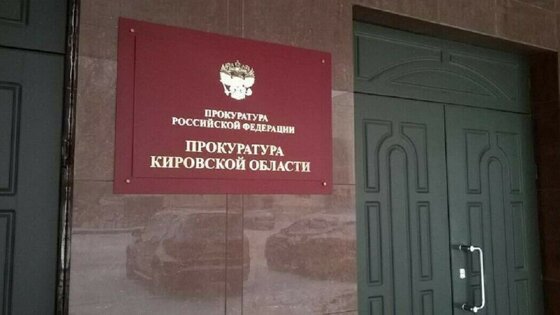 ПРОКУРАТУРА
РОССИЙСКОЙ ФЕДЕРАЦИИ
ПРОКУРАТУРА
КИРОВСКОЙ ОБЛАСТИ